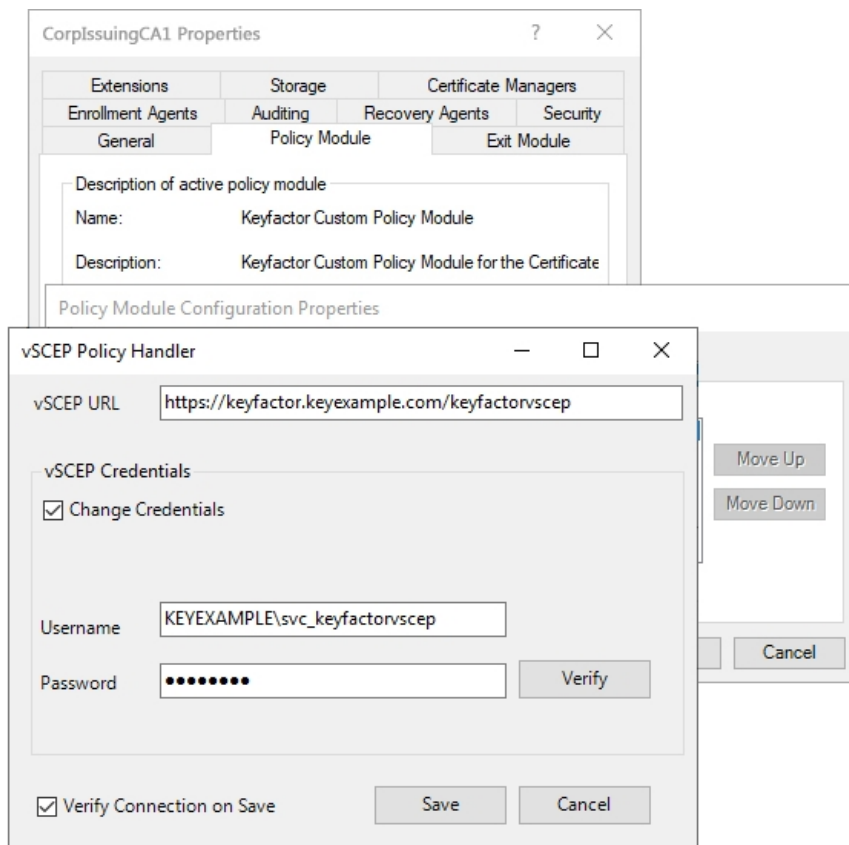 CorpIssuingCA1 Properties
?
Extensions Storage Certificate Managers
Enrollment Agents Auditing Recovery Agents Security
General Policy Module Exit Module
Description of active policy module
Name: Keyfactor Custom Policy Module
Description: Keyfactor Custom Policy Module for the Certificate
Policy Module Configuration Properties
vSCEP Policy Handler
vSCEP URL https://keyfactor.keyexample.com/keyfactorvscep
vSCEP Credentials
Change Credentials
Move Up
Move Down
Username KEYEXAMPLE\svc_keyfactorvscep
Cancel
Password ●●●●●●●● Verify
Verify Connection on Save Save Cancel